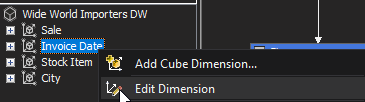 Wide World Importers DW
Sale
Invoice Date
Stock Item
City
Add Cube Dimension...
Edit Dimension